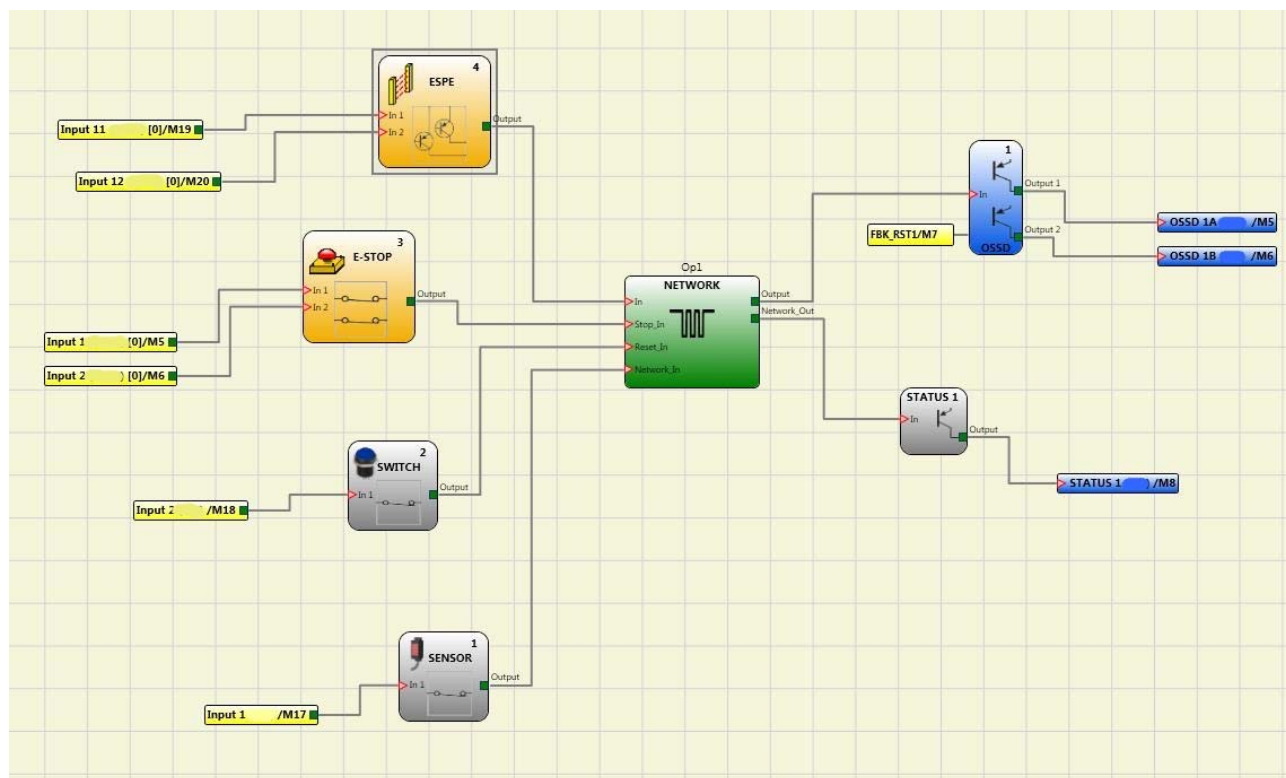 4
ESPE
In 1
In 2
Output
Input 11 [0]/M19
Input 12 [0]/M20
3
E-STOP
In 1
In 2
Output
Input 1 [0]/M5
Input 2 ) [0]/M6
2
SWITCH
In 1
Output
Input 2 /M18
1
SENSOR
In 1
Output
Input 1 /M17
Op1
NETWORK
In
Stop_In
Reset_In
Network_In
Output
Network_Out
1
In
Output 1
Output 2
OSSD
FBK_RST1/M7
OSSD 1A /M5
OSSD 1B /M6
STATUS 1
In
Output
STATUS 1 ) /M8